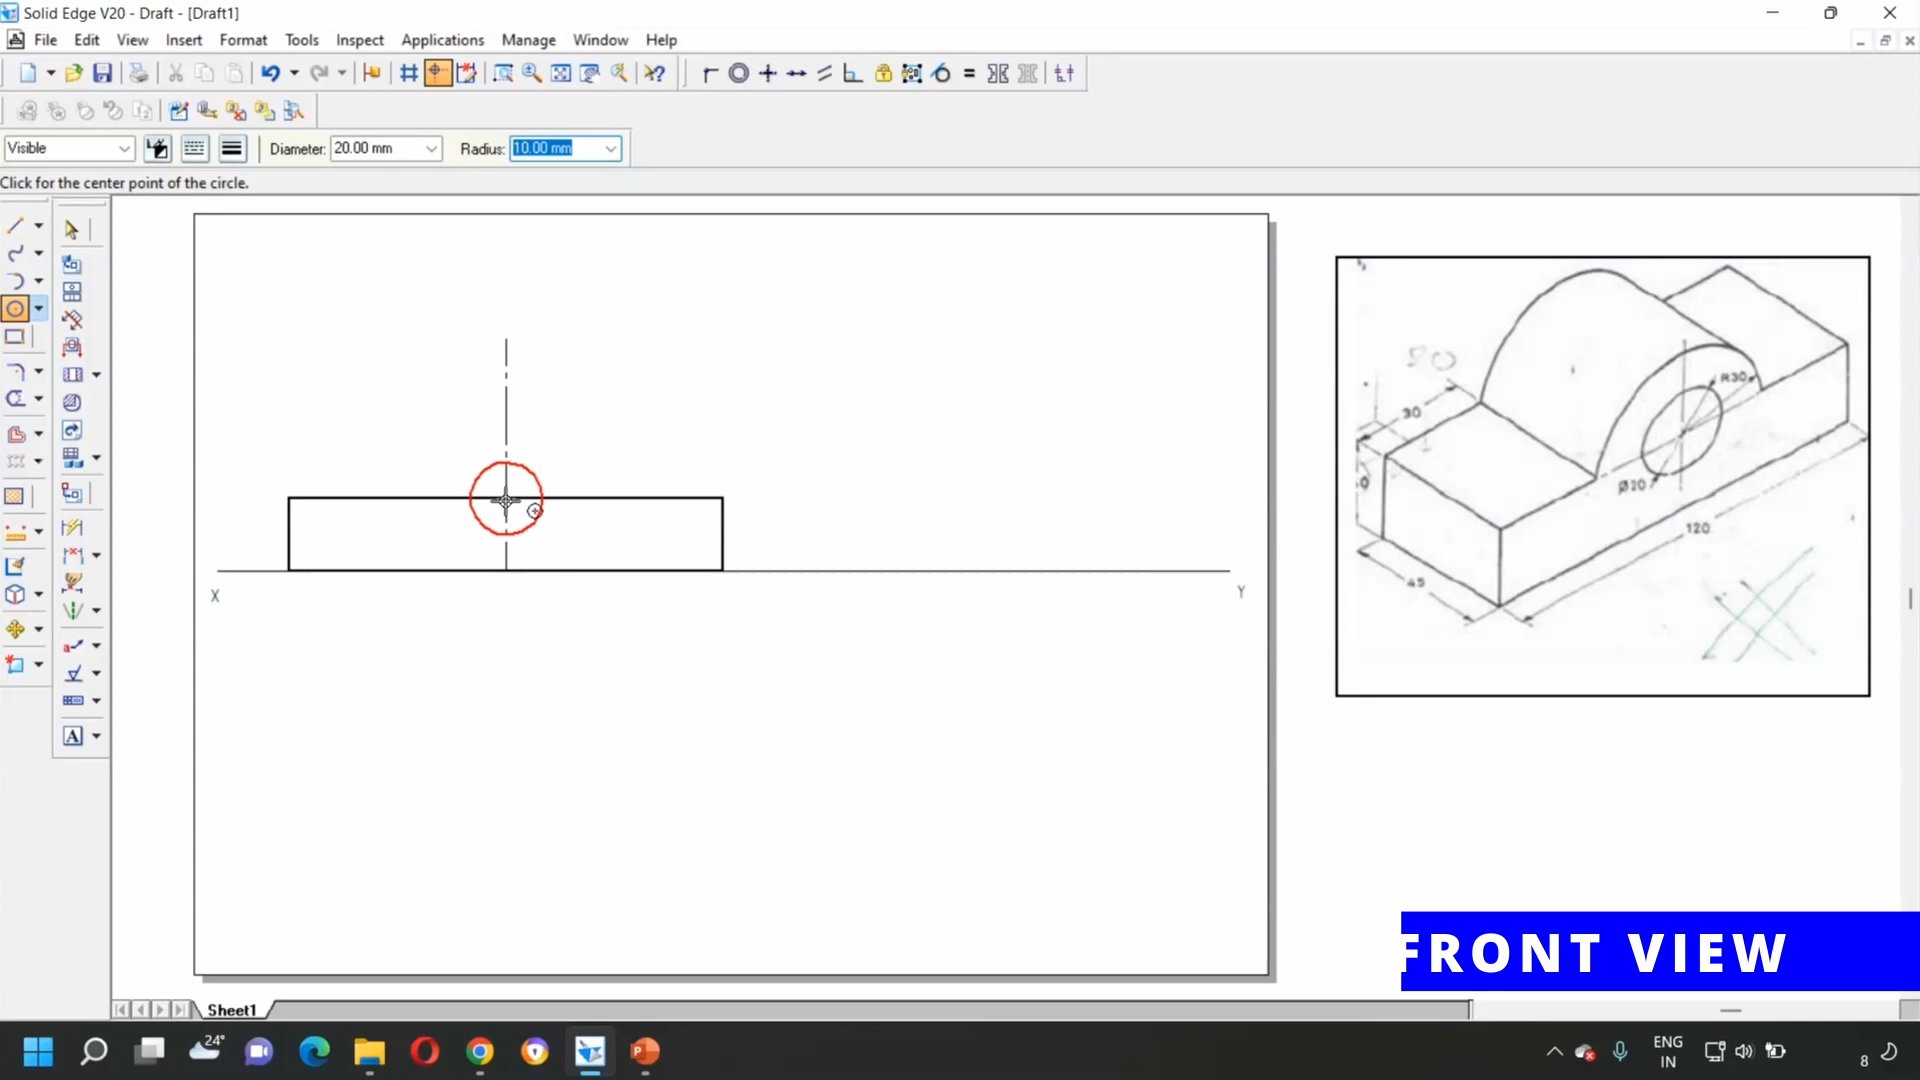 Solid Edge V20 - Draft - [Draft1]
File Edit View Insert Format Tools Inspect Applications Manage Window Help
Visible Diameter: 20.00 mm Radius: 10.00 mm
Click for the center point of the circle.
X Y
R30
30
Ø20
120
45
FRONT VIEW
Sheet1
24°
ENG
IN
8